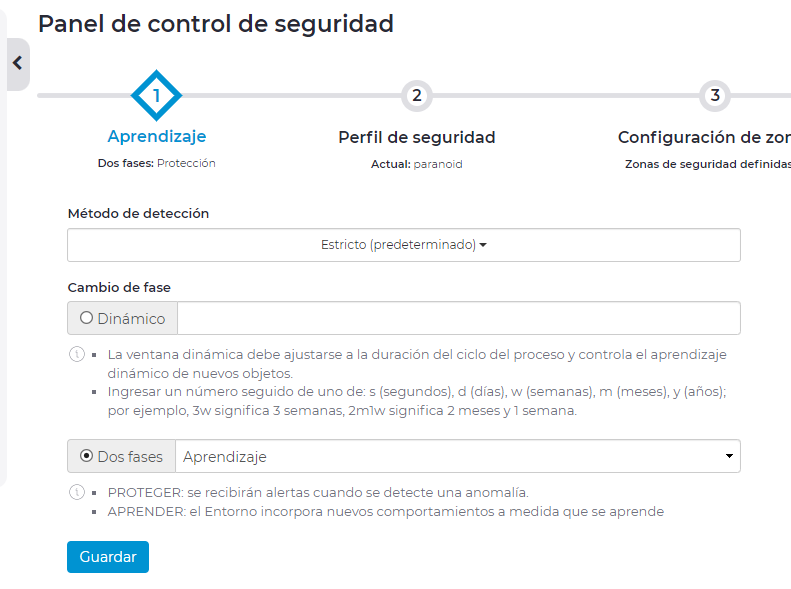 Panel de control de seguridad
1
2
3
Aprendizaje
Perfil de seguridad
Configuración de zon
Dos fases: Protección
Actual: paranoid
Zonas de seguridad definidas
Método de detección
Estricto (predeterminado)
Cambio de fase
Dinámico
La ventana dinámica debe ajustarse a la duración del ciclo del proceso y controla el aprendizaje
dinámico de nuevos objetos.
Ingresar un número seguido de uno de: s (segundos), d (días), w (semanas), m (meses), y (años);
por ejemplo, 3w significa 3 semanas, 2m1w significa 2 meses y 1 semana.
Dos fases
Aprendizaje
PROTEGER: se recibirán alertas cuando se detecte una anomalía.
APRENDER: el Entorno incorpora nuevos comportamientos a medida que se aprende
Guardar